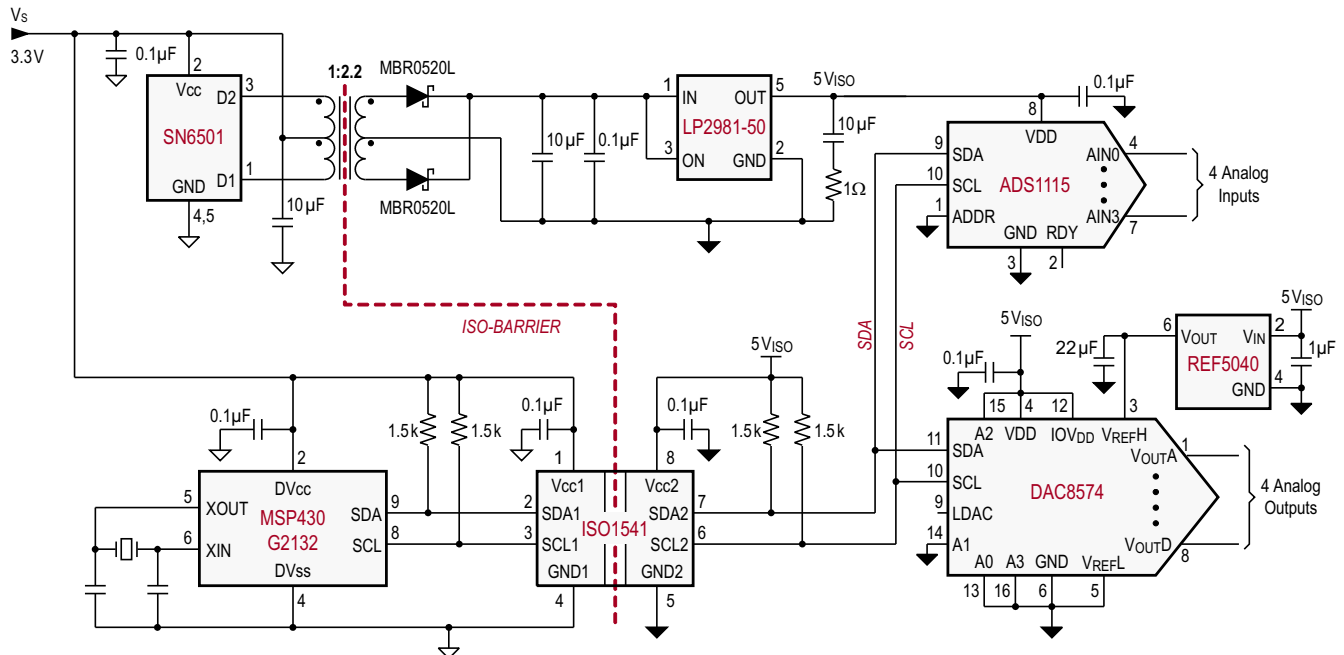 VS
3.3V
0.1µF
2
Vcc
D2
3
SN6501
D1
1
GND
4,5
10µF
1:2.2
MBR0520L
MBR0520L
10µF
0.1µF
1
IN
OUT
5
LP2981-50
3
ON
GND
2
5VISO
10µF
1Ω
0.1µF
8
VDD
9
SDA
AIN0
4
10
SCL
ADS1115
1
ADDR
AIN3
7
GND
RDY
3
2
4 Analog
Inputs
ISO-BARRIER
SDA
SCL
0.1µF
2
DVcc
5
XOUT
MSP430
G2132
SDA
9
6
XIN
SCL
8
DVss
4
1.5k
1.5k
0.1µF
1
Vcc1
2
SDA1
3
SCL1
GND1
4
ISO1541
5VISO
0.1µF
8
Vcc2
SDA2
7
SCL2
6
GND2
5
1.5k
1.5k
5VISO
0.1µF
15
4
12
3
A2
VDD
IOVDD
VREFH
11
SDA
VOUTA
1
10
SCL
DAC8574
9
LDAC
14
A1
VOUTD
8
A0
A3
GND
VREFL
13
16
6
5
4 Analog
Outputs
22µF
6
VOUT
VIN
2
REF5040
GND
4
5VISO
1µF